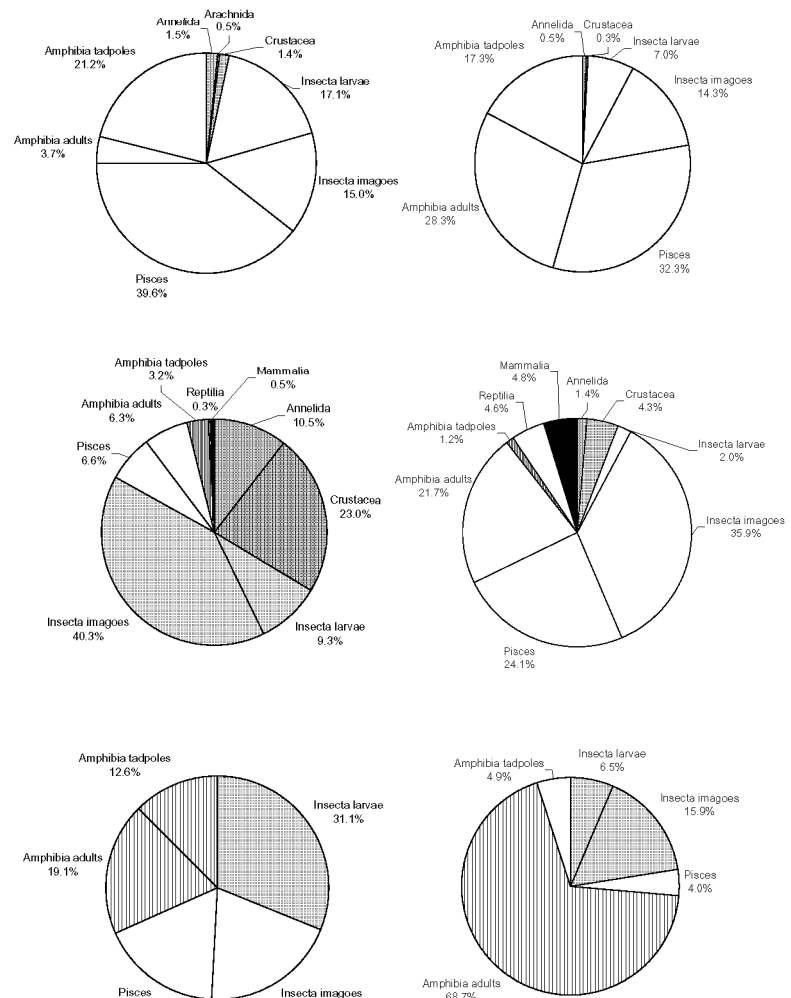 Arachnida
0.5%
Annelida
1.5%
Crustacea
1.4%
Amphibia tadpoles
21.2%
Insecta larvae
17.1%
Amphibia adults
3.7%
Insecta imagoes
15.0%
Pisces
39.6%
Annelida
0.5%
Crustacea
0.3%
Insecta larvae
7.0%
Amphibia tadpoles
17.3%
Insecta imagoes
14.3%
Amphibia adults
28.3%
Pisces
32.3%
Amphibia tadpoles
3.2%
Mammalia
0.5%
Reptilia
0.3%
Amphibia adults
6.3%
Annelida
10.5%
Pisces
6.6%
Crustacea
23.0%
Insecta imagoes
40.3%
Insecta larvae
9.3%
Mammalia
4.8%
Annelida
1.4%
Reptilia
4.6%
Crustacea
4.3%
Amphibia tadpoles
1.2%
Insecta larvae
2.0%
Amphibia adults
21.7%
Insecta imagoes
35.9%
Pisces
24.1%
Amphibia tadpoles
12.6%
Insecta larvae
31.1%
Amphibia adults
19.1%
Pisces
Insecta imagoes
Insecta larvae
6.5%
Amphibia tadpoles
4.9%
Insecta imagoes
15.9%
Pisces
4.0%
Amphibia adults
68.7%